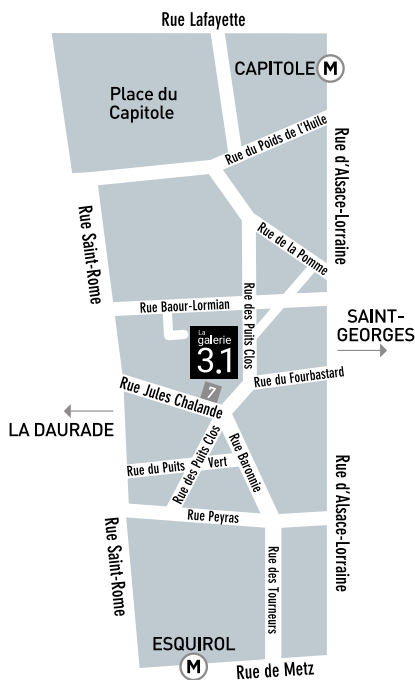 Rue Lafayette
CAPITOLE M
Place du
Capitole
Rue du Poids de l'Huile
Rue d'Alsace-Lorraine
Rue Saint-Rome
Rue de la Pomme
Rue des Puits Clos
Rue Baour-Lormian
SAINT-
GEORGES
La
galerie
3.1
7
Rue du Fourbastard
Rue Jules Chalande
LA DAURADE
Rue des Puits Clos
Rue Baronnie
Rue du Puits Vert
Rue d'Alsace-Lorraine
Rue Peyras
Rue Saint-Rome
Rue des Tourneurs
ESQUIROL
M
Rue de Metz